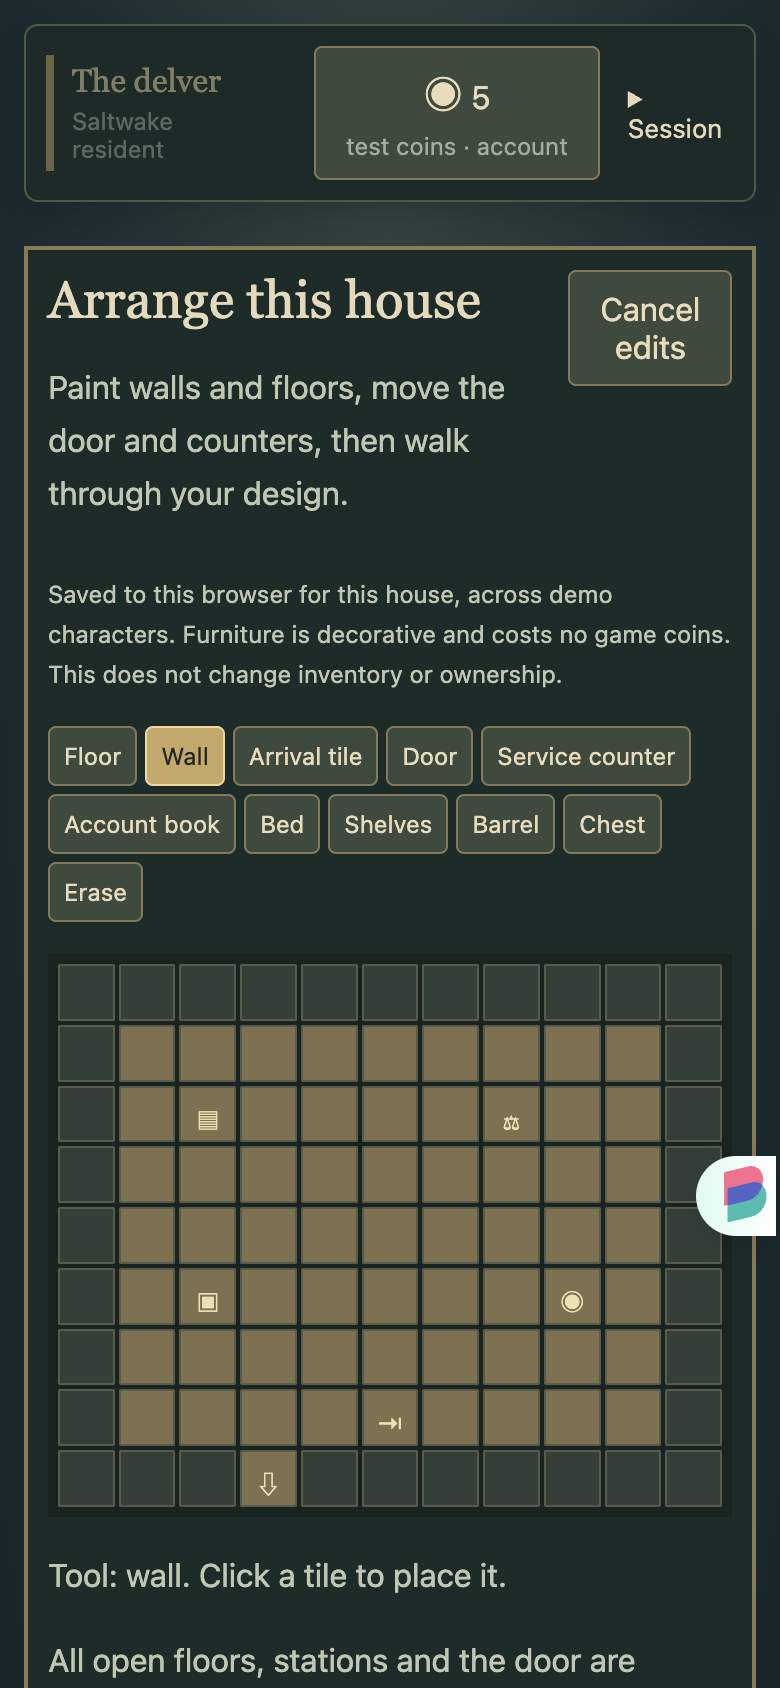 The delver
Saltwake
resident
◉ 5
test coins · account
▶
Session
Arrange this house
Cancel
edits
Paint walls and floors, move the
door and counters, then walk
through your design.
Saved to this browser for this house, across demo
characters. Furniture is decorative and costs no game coins.
This does not change inventory or ownership.
Floor Wall Arrival tile Door Service counter
Account book Bed Shelves Barrel Chest
Erase
▤ ⚖
▣ ◉
⇥
⇩
Tool: wall. Click a tile to place it.
All open floors, stations and the door are